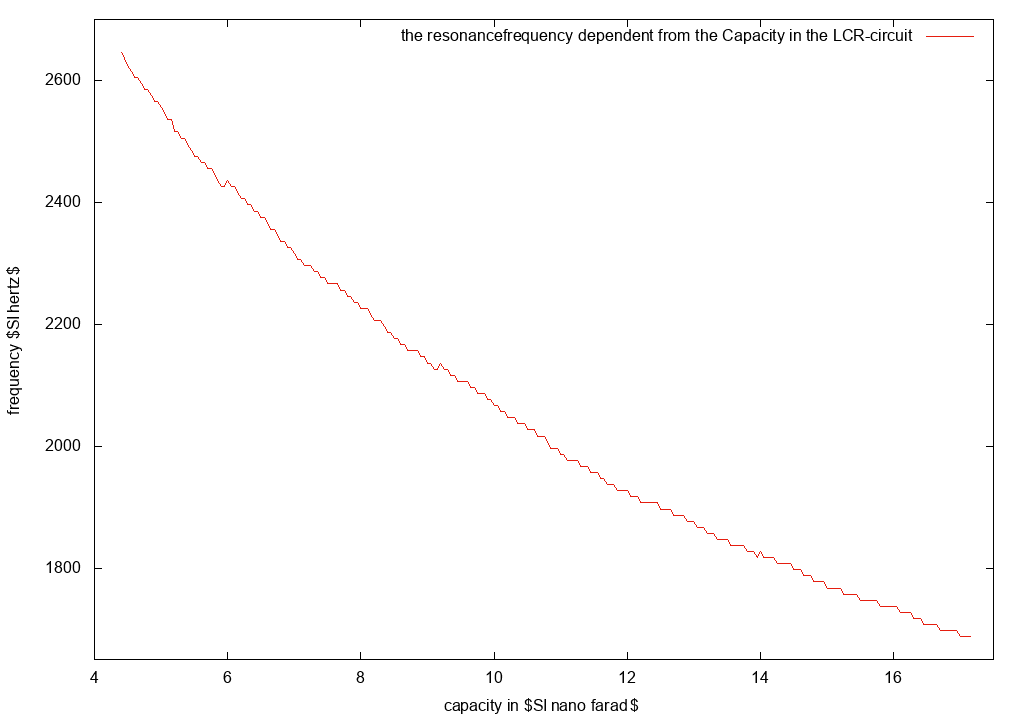 the resonancefrequency dependent from the Capacity in the LCR-circuit
2600
2400
2200
2000
1800
frequency $SI hertz$
4 6 8 10 12 14 16
capacity in $SI nano farad$